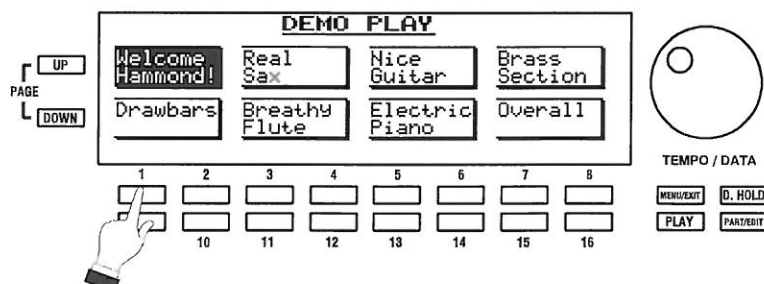 DEMO PLAY
Welcome Hammond!
Real Sax
Nice Guitar
Brass Section
Drawbars
Breathy Flute
Electric Piano
Overall
UP
PAGE
DOWN
1 2 3 4 5 6 7 8
10 11 12 13 14 15 16
TEMPO / DATA
MENU/EXIT
D. HOLD
PLAY
PART/EDIT